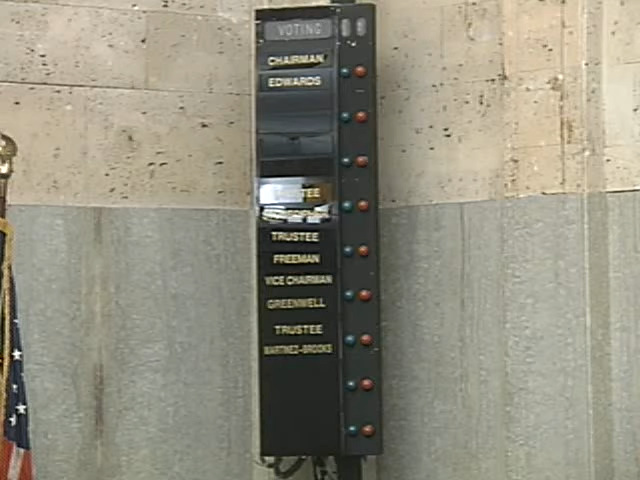 VOTING
CHAIRMAN
EDWARDS
TRUSTEE
FREEMAN
VICE CHAIRMAN
GREENWELL
TRUSTEE
MARTINEZ-BROOKS